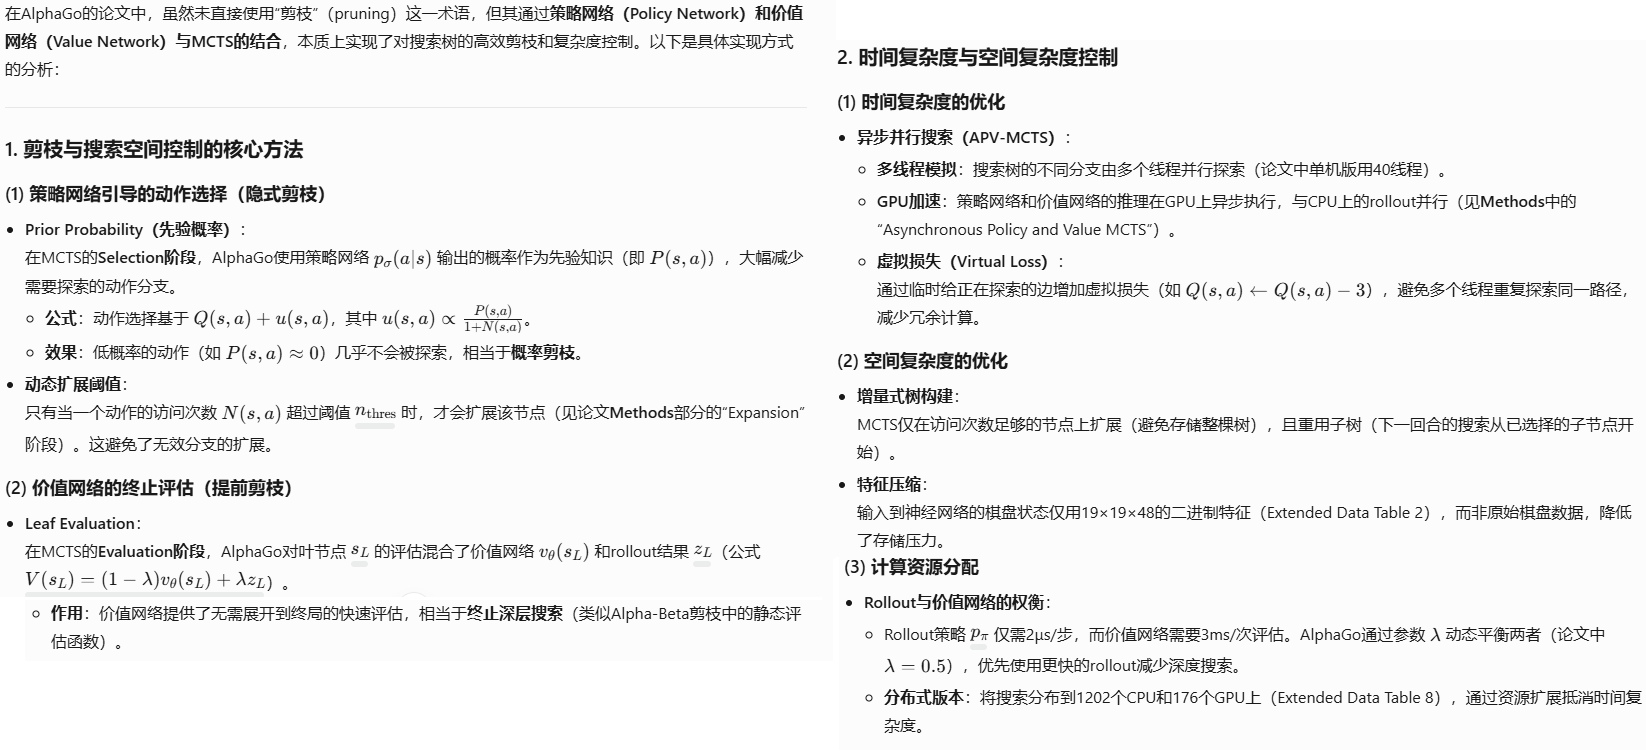 在AlphaGo的论文中，虽然未直接使用“剪枝”（pruning）这一术语，但其通过策略网络（Policy Network）和价值
网络（Value Network）与MCTS的结合，本质上实现了对搜索树的高效剪枝和复杂度控制。以下是具体实现方式
的分析：
1. 剪枝与搜索空间控制的核心方法
(1) 策略网络引导的动作选择（隐式剪枝）
• Prior Probability（先验概率）：
在MCTS的Selection阶段，AlphaGo使用策略网络 p_σ(a|s) 输出的概率作为先验知识（即 P(s,a)），大幅减少
需要探索的动作分支。
○ 公式：动作选择基于 Q(s,a) + u(s,a)，其中 u(s,a) ∝ P(s,a)/(1+N(s,a))。
○ 效果：低概率的动作（如 P(s,a) ≈ 0）几乎不会被探索，相当于概率剪枝。
• 动态扩展阈值：
只有当一个动作的访问次数 N(s,a) 超过阈值 n_thres 时，才会扩展该节点（见论文Methods部分的“Expansion”
阶段）。这避免了无效分支的扩展。
(2) 价值网络的终止评估（提前剪枝）
• Leaf Evaluation：
在MCTS的Evaluation阶段，AlphaGo对叶节点 s_L 的评估混合了价值网络 v_θ(s_L) 和rollout结果 z_L（公式
V(s_L) = (1 − λ)v_θ(s_L) + λz_L）。
○ 作用：价值网络提供了无需展开到终局的快速评估，相当于终止深层搜索（类似Alpha-Beta剪枝中的静态评
估函数）。
2. 时间复杂度与空间复杂度控制
(1) 时间复杂度的优化
• 异步并行搜索（APV-MCTS）：
○ 多线程模拟：搜索树的不同分支由多个线程并行探索（论文中单机版用40线程）。
○ GPU加速：策略网络和价值网络的推理在GPU上异步执行，与CPU上的rollout并行（见Methods中的
“Asynchronous Policy and Value MCTS”）。
○ 虚拟损失（Virtual Loss）：
通过临时给正在探索的边增加虚拟损失（如 Q(s,a) ← Q(s,a) − 3），避免多个线程重复探索同一路径，
减少冗余计算。
(2) 空间复杂度的优化
• 增量式树构建：
MCTS仅在访问次数足够的节点上扩展（避免存储整棵树），且重用子树（下一回合的搜索从已选择的子节点开
始）。
• 特征压缩：
输入到神经网络的棋盘状态仅用19×19×48的二进制特征（Extended Data Table 2），而非原始棋盘数据，降低
了存储压力。
(3) 计算资源分配
• Rollout与价值网络的权衡：
○ Rollout策略 p_π 仅需2μs/步，而价值网络需要3ms/次评估。AlphaGo通过参数 λ 动态平衡两者（论文中
λ = 0.5），优先使用更快的rollout减少深度搜索。
○ 分布式版本：将搜索分布到1202个CPU和176个GPU上（Extended Data Table 8），通过资源扩展抵消时间复
杂度。